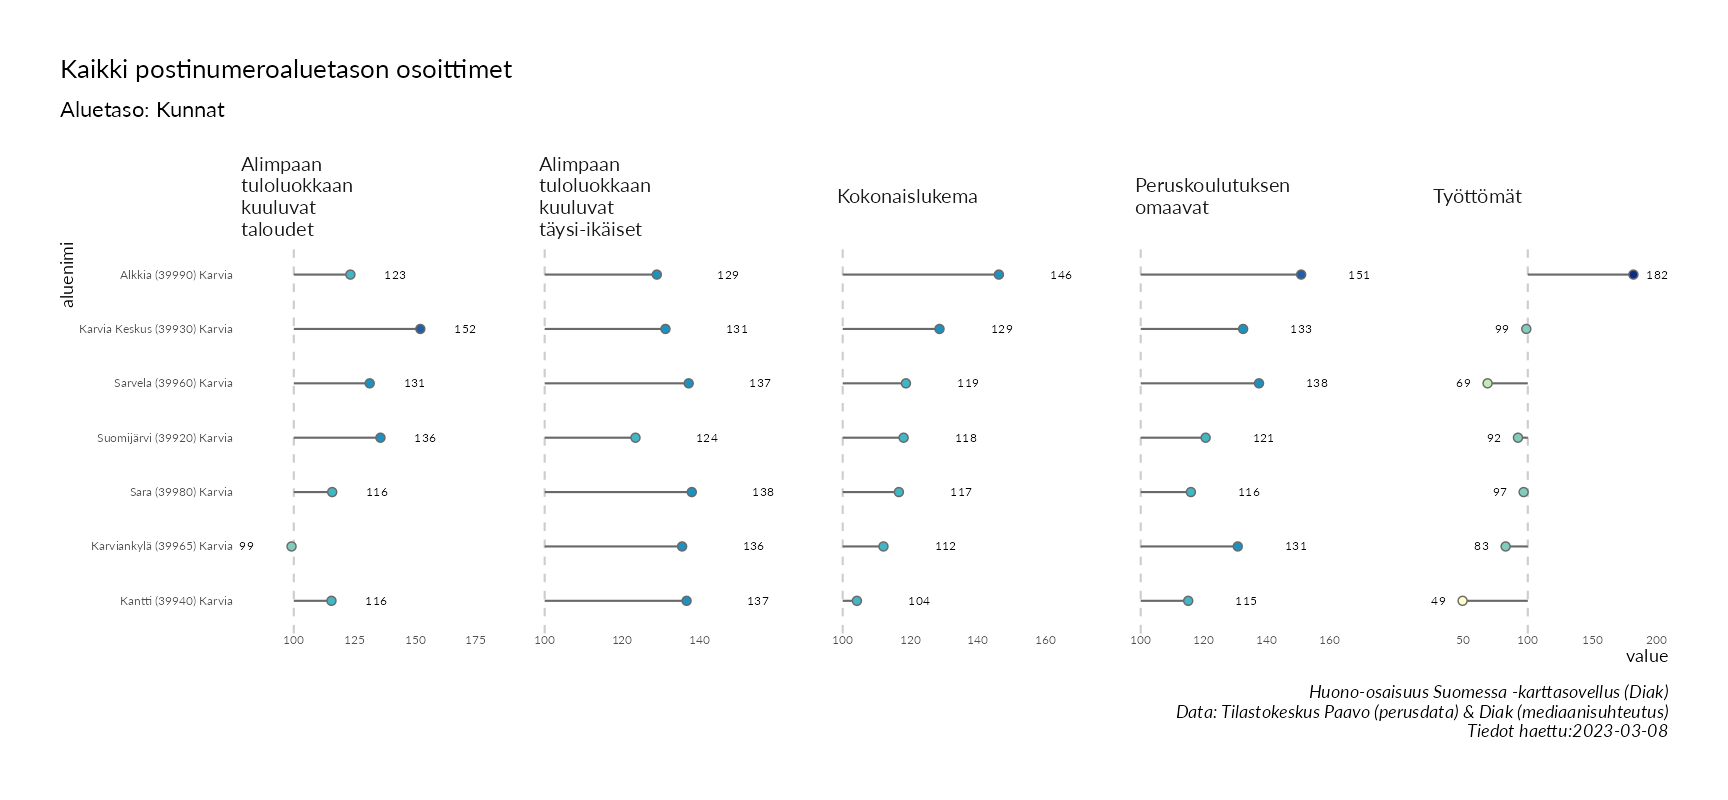 Kaikki postinumeroaluetason osoittimet
Aluetaso: Kunnat
Alimpaan
tuloluokkaan
kuuluvat
taloudet
Alimpaan
tuloluokkaan
kuuluvat
täysi-ikäiset
Kokonaislukema
Peruskoulutuksen
omaavat
Työttömät
aluenimi
Alkkia (39990) Karvia 123 129 146 151 182
Karvia Keskus (39930) Karvia 152 131 129 133 99
Sarvela (39960) Karvia 131 137 119 138 69
Suomijärvi (39920) Karvia 136 124 118 121 92
Sara (39980) Karvia 116 138 117 116 97
Karviankylä (39965) Karvia 99 136 112 131 83
Kantti (39940) Karvia 116 137 104 115 49
100 125 150 175 100 120 140 100 120 140 160 100 120 140 160 50 100 150 200
value
Huono-osaisuus Suomessa -karttasovellus (Diak)
Data: Tilastokeskus Paavo (perusdata) & Diak (mediaanisuhteutus)
Tiedot haettu:2023-03-08